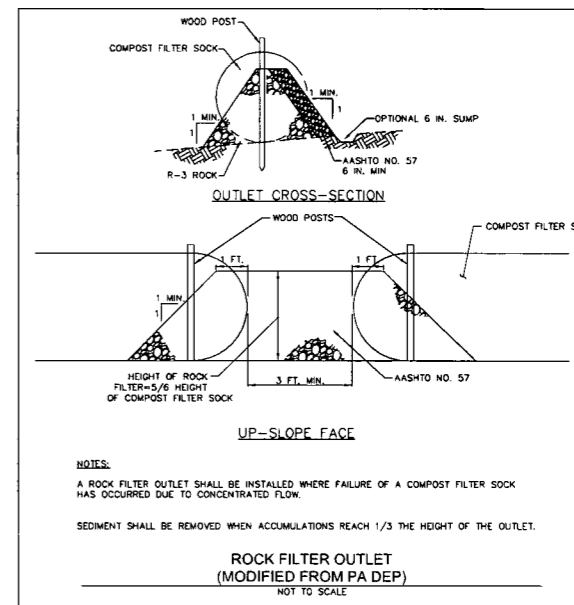 WOOD POST
COMPOST FILTER SOCK
1 MIN.
1
OPTIONAL 6 IN. SUMP
1 MIN.
1
AASHTO NO. 57
6 IN. MIN
R-3 ROCK
OUTLET CROSS-SECTION
WOOD POSTS
COMPOST FILTER S
1 FT.
1 FT.
1 MIN.
1
HEIGHT OF ROCK
FILTER=5/6 HEIGHT
OF COMPOST FILTER SOCK
3 FT. MIN.
AASHTO NO. 57
UP-SLOPE FACE
NOTES:
A ROCK FILTER OUTLET SHALL BE INSTALLED WHERE FAILURE OF A COMPOST FILTER SOCK
HAS OCCURRED DUE TO CONCENTRATED FLOW.
SEDIMENT SHALL BE REMOVED WHEN ACCUMULATIONS REACH 1/3 THE HEIGHT OF THE OUTLET.
ROCK FILTER OUTLET
(MODIFIED FROM PA DEP)
NOT TO SCALE